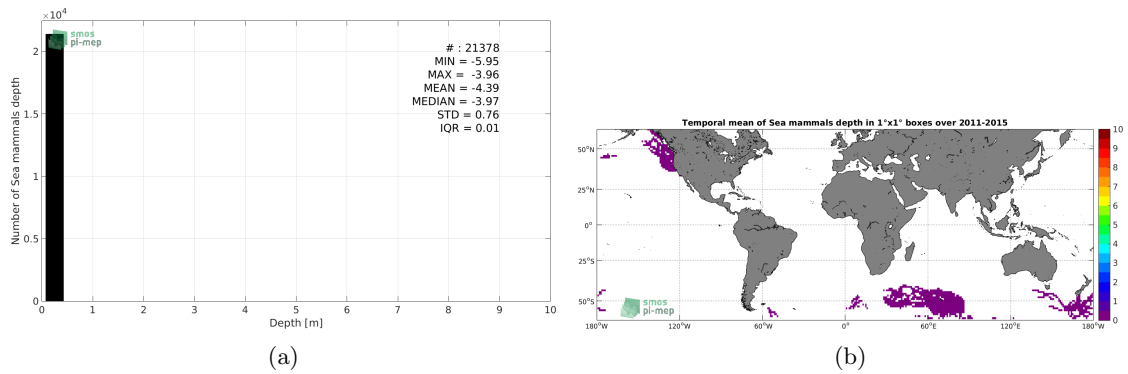 ×10⁴
smos
pi-mep
# : 21378
MIN = -5.95
MAX = -3.96
MEAN = -4.39
MEDIAN = -3.97
STD = 0.76
IQR = 0.01
Number of Sea mammals depth
2
1.5
1
0.5
0
0 1 2 3 4 5 6 7 8 9 10
Depth [m]
(a)
Temporal mean of Sea mammals depth in 1°x1° boxes over 2011-2015
50°N
25°N
0°
25°S
50°S
smos
pi-mep
180°W 120°W 60°W 0° 60°E 120°E 180°W
10
9
8
7
6
5
4
3
2
1
0
(b)